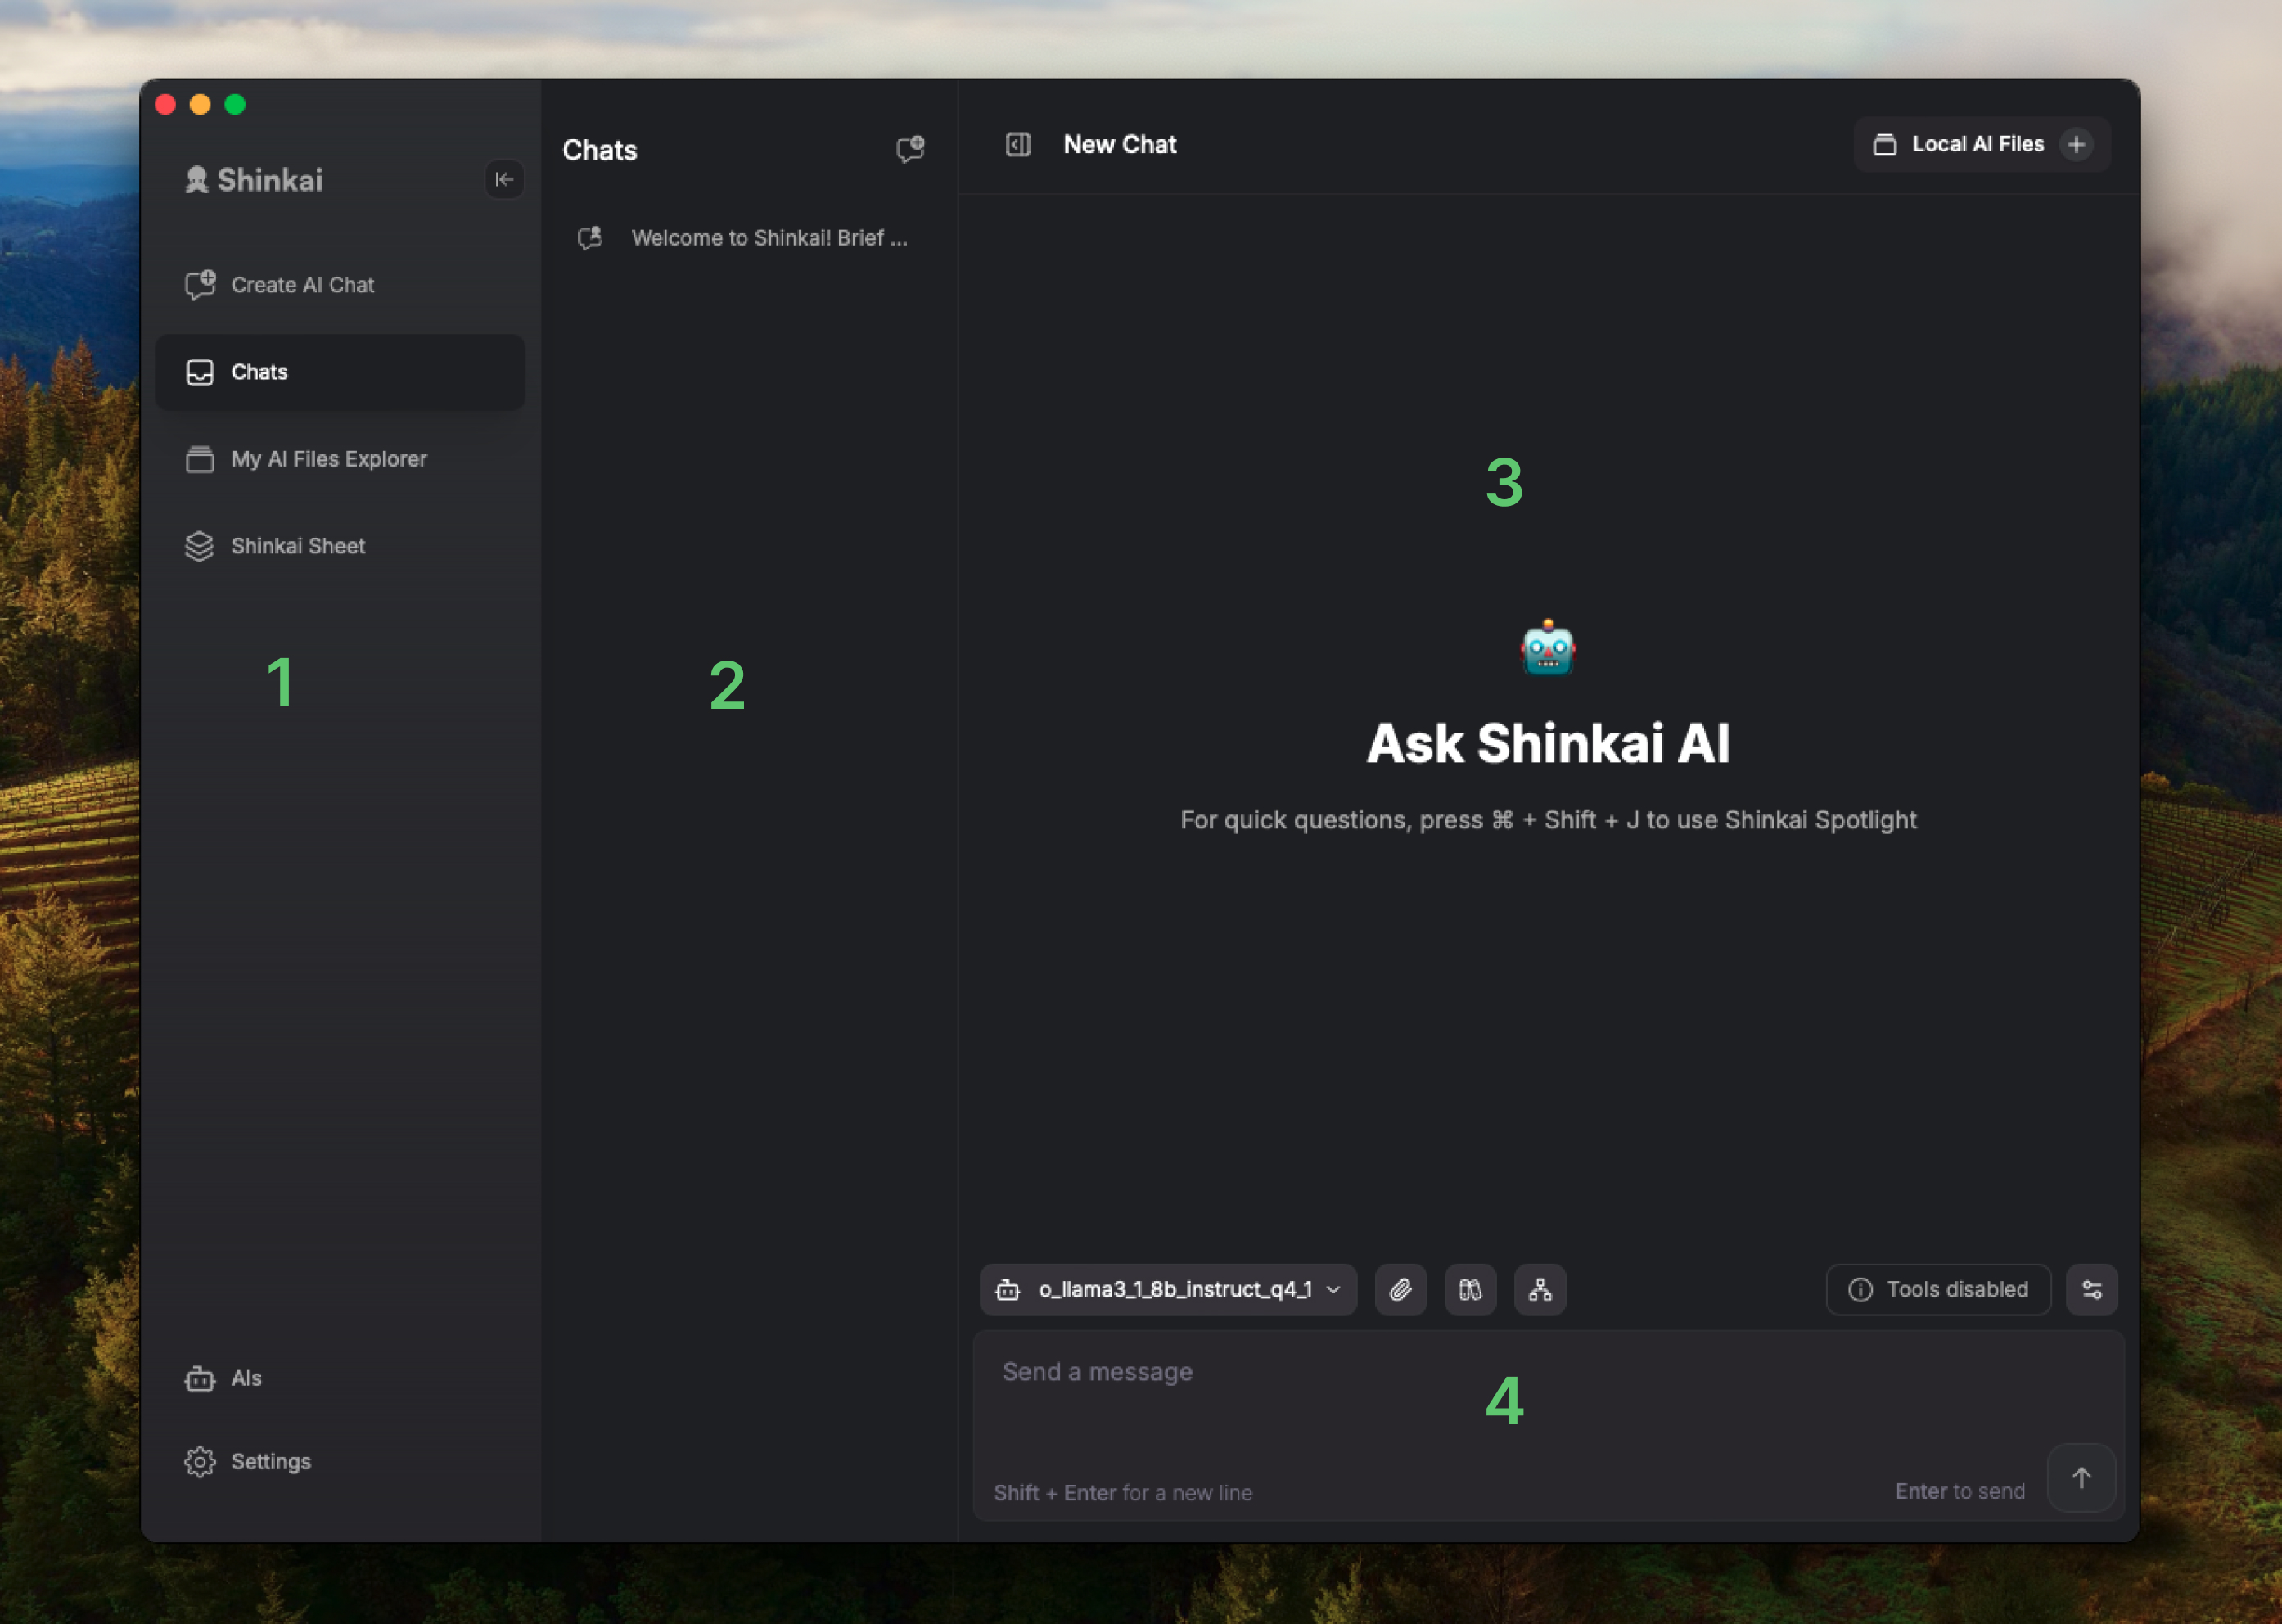 Shinkai
Create AI Chat
Chats
My AI Files Explorer
Shinkai Sheet
1
AIs
Settings
Chats
Welcome to Shinkai! Brief ...
2
New Chat
Local AI Files
3
Ask Shinkai AI
For quick questions, press ⌘ + Shift + J to use Shinkai Spotlight
o_llama3_1_8b_instruct_q4_1
Tools disabled
Send a message
4
Shift + Enter for a new line
Enter to send